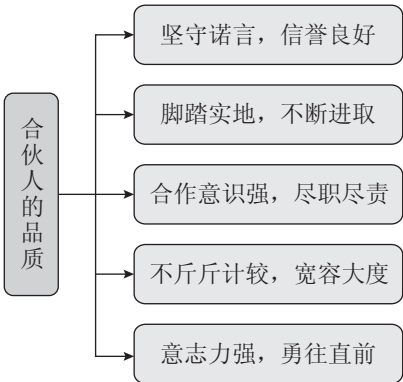 合伙人的品质
坚守诺言，信誉良好
脚踏实地，不断进取
合作意识强，尽职尽责
不斤斤计较，宽容大度
意志力强，勇往直前